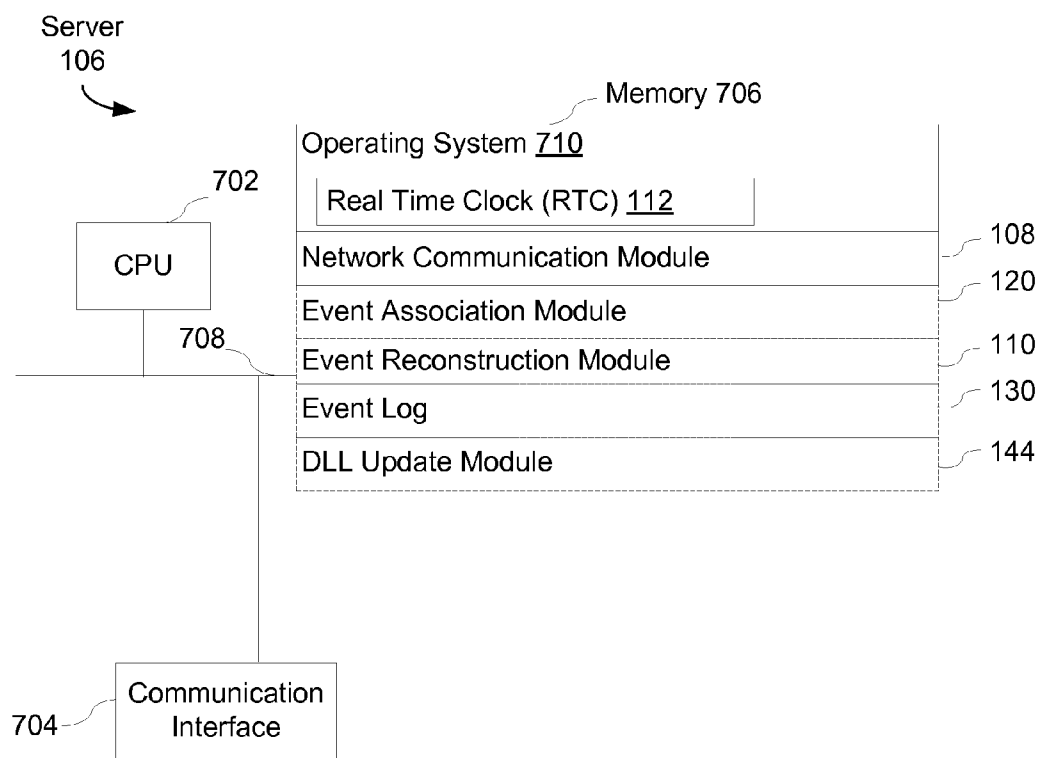 Server
106
Memory 706
Operating System 710
702
Real Time Clock (RTC) 112
CPU
Network Communication Module
108
120
Event Association Module
708
Event Reconstruction Module
110
130
Event Log
DLL Update Module
144
Communication
Interface
704